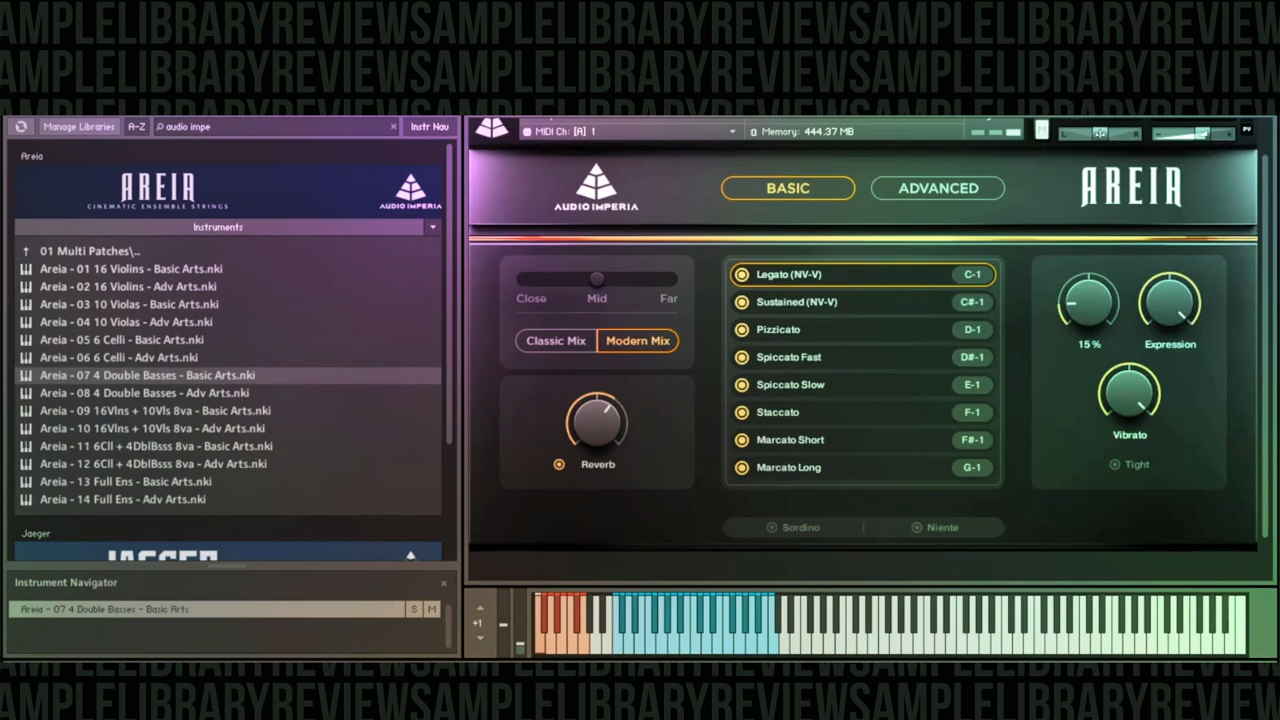 SAMPLELIBRARYREVIEWSAMPLELIBRARYREVIEWSAMPLELIBRARYREVIEW
AMPLELIBRARYREVIEWSAMPLELIBRARYREVIEWSAMPLELIBRARYREVIEWS
Manage Libraries A-Z audio impe × Instr Nav
Areia
AREIA
CINEMATIC ENSEMBLE STRINGS
AUDIO IMPERIA
Instruments
01 Multi Patches\..
Areia - 01 16 Violins - Basic Arts.nki
Areia - 02 16 Violins - Adv Arts.nki
Areia - 03 10 Violas - Basic Arts.nki
Areia - 04 10 Violas - Adv Arts.nki
Areia - 05 6 Celli - Basic Arts.nki
Areia - 06 6 Celli - Adv Arts.nki
Areia - 07 4 Double Basses - Basic Arts.nki
Areia - 08 4 Double Basses - Adv Arts.nki
Areia - 09 16Vlns + 10Vls 8va - Basic Arts.nki
Areia - 10 16Vlns + 10Vls 8va - Adv Arts.nki
Areia - 11 6Cll + 4DblBsss 8va - Basic Arts.nki
Areia - 12 6Cll + 4DblBsss 8va - Adv Arts.nki
Areia - 13 Full Ens - Basic Arts.nki
Areia - 14 Full Ens - Adv Arts.nki
Jaeger
JAEGER
Instrument Navigator ×
Areia - 07 4 Double Basses - Basic Arts S M
MIDI Ch: [A] 1 Memory: 444.37 MB
M L R - + PV
AUDIO IMPERIA BASIC ADVANCED AREIA
Close Mid Far
Classic Mix Modern Mix
Reverb
Legato (NV-V) C-1
Sustained (NV-V) C#-1
Pizzicato D-1
Spiccato Fast D#-1
Spiccato Slow E-1
Staccato F-1
Marcato Short F#-1
Marcato Long G-1
Sordino Niente
15 % Expression
Vibrato
Tight
+1